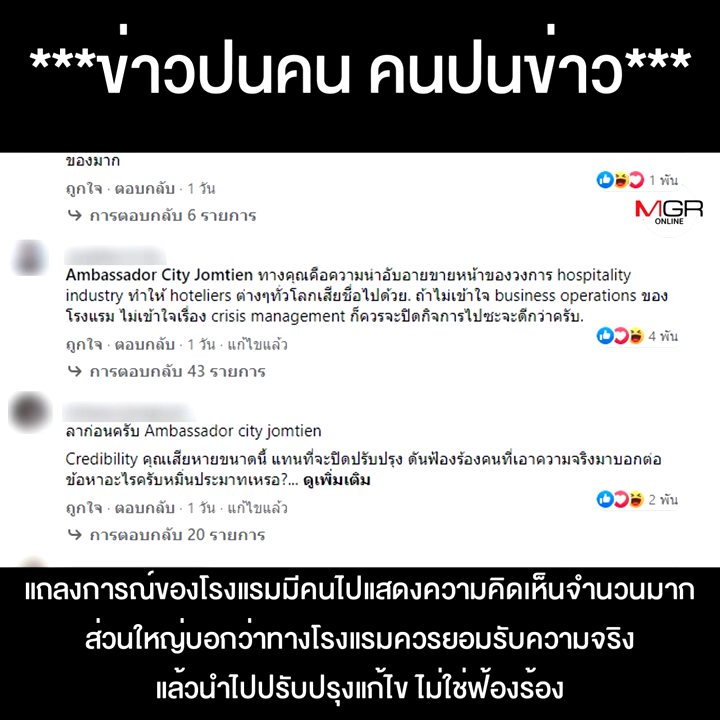 ***ข่าวปนคน คนปนข่าว***
ของมาก
ถูกใจ · ตอบกลับ · 1 วัน
1 พัน
การตอบกลับ 6 รายการ
MGR
ONLINE
Ambassador City Jomtien ทางคุณคือความน่าอับอายขายหน้าของวงการ hospitality
industry ทำให้ hoteliers ต่างๆทั่วโลกเสียชื่อไปด้วย. ถ้าไม่เข้าใจ business operations ของ
โรงแรม ไม่เข้าใจเรื่อง crisis management ก็ควรจะปิดกิจการไปซะจะดีกว่าครับ.
ถูกใจ · ตอบกลับ · 1 วัน · แก้ไขแล้ว
4 พัน
การตอบกลับ 43 รายการ
ลาก่อนครับ Ambassador city jomtien
Credibility คุณเสียหายขนาดนี้ แทนที่จะปิดปรับปรุง ดันฟ้องร้องคนที่เอาความจริงมาบอกต่อ
ข้อหาอะไรครับหมิ่นประมาทเหรอ?... ดูเพิ่มเติม
ถูกใจ · ตอบกลับ · 1 วัน · แก้ไขแล้ว
2 พัน
การตอบกลับ 20 รายการ
แถลงการณ์ของโรงแรมมีคนไปแสดงความคิดเห็นจำนวนมาก
ส่วนใหญ่บอกว่าทางโรงแรมควรยอมรับความจริง
แล้วนำไปปรับปรุงแก้ไข ไม่ใช่ฟ้องร้อง